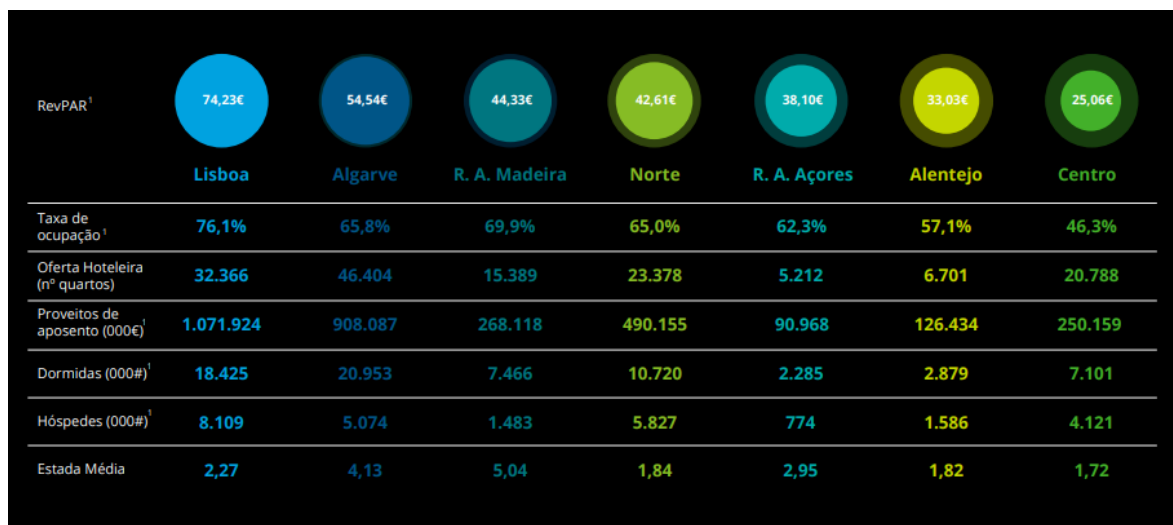 RevPAR¹ 74,23€ 54,54€ 44,33€ 42,61€ 38,10€ 33,03€ 25,06€
Lisboa Algarve R. A. Madeira Norte R. A. Açores Alentejo Centro
Taxa de
ocupação¹ 76,1% 65,8% 69,9% 65,0% 62,3% 57,1% 46,3%
Oferta Hoteleira
(nº quartos) 32.366 46.404 15.389 23.378 5.212 6.701 20.788
Proveitos de
aposento (000€)¹ 1.071.924 908.087 268.118 490.155 90.968 126.434 250.159
Dormidas (000#)¹ 18.425 20.953 7.466 10.720 2.285 2.879 7.101
Hóspedes (000#)¹ 8.109 5.074 1.483 5.827 774 1.586 4.121
Estada Média 2,27 4,13 5,04 1,84 2,95 1,82 1,72